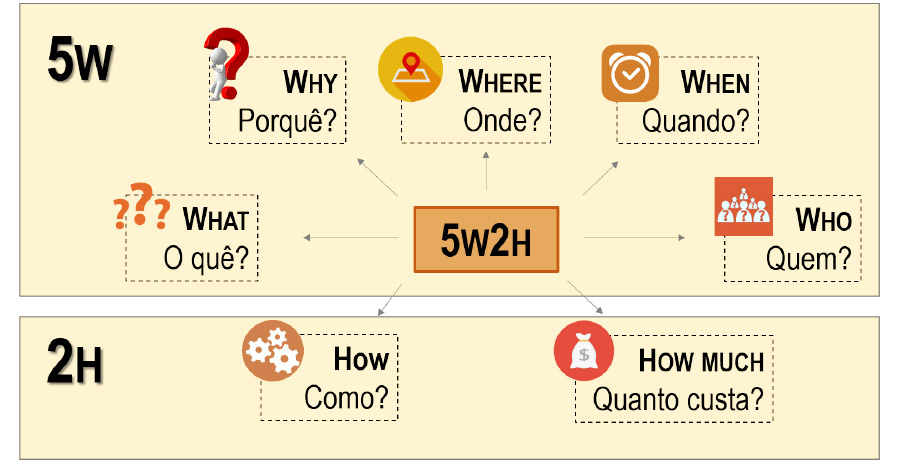 5W
WHY
Porquê?
WHERE
Onde?
WHEN
Quando?
WHAT
O quê?
5W2H
WHO
Quem?
2H
HOW
Como?
HOW MUCH
Quanto custa?